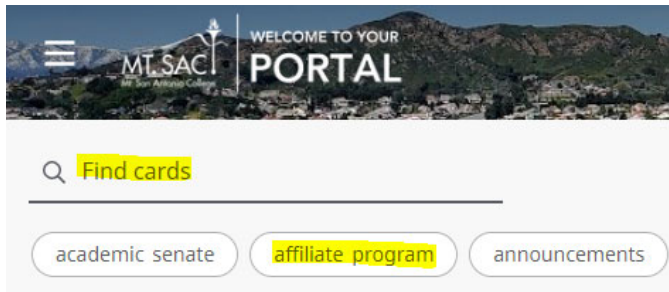 WELCOME TO YOUR
MT. SAC PORTAL
Mt. San Antonio College
Find cards
academic senate affiliate program announcements